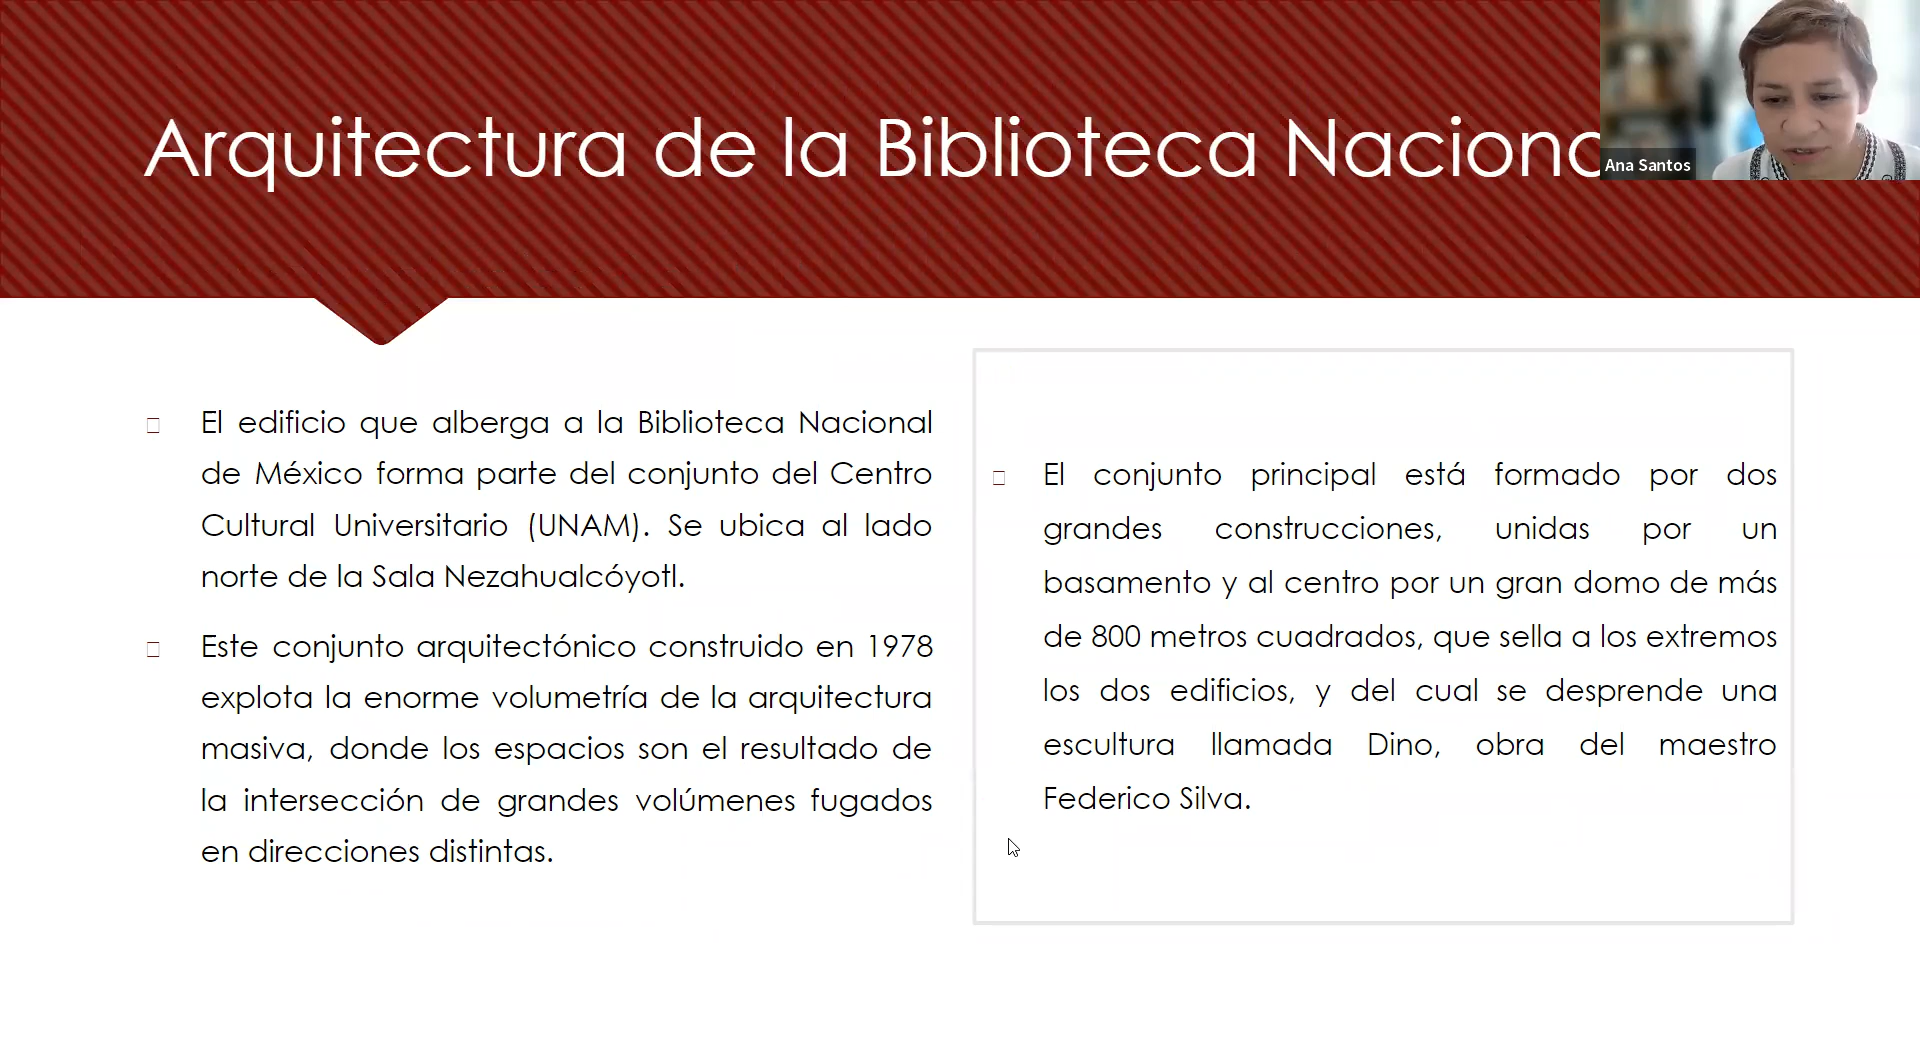 Arquitectura de la Biblioteca Naciona
Ana Santos
El edificio que alberga a la Biblioteca Nacional
de México forma parte del conjunto del Centro
Cultural Universitario (UNAM). Se ubica al lado
norte de la Sala Nezahualcóyotl.
Este conjunto arquitectónico construido en 1978
explota la enorme volumetría de la arquitectura
masiva, donde los espacios son el resultado de
la intersección de grandes volúmenes fugados
en direcciones distintas.
El conjunto principal está formado por dos
grandes construcciones, unidas por un
basamento y al centro por un gran domo de más
de 800 metros cuadrados, que sella a los extremos
los dos edificios, y del cual se desprende una
escultura llamada Dino, obra del maestro
Federico Silva.